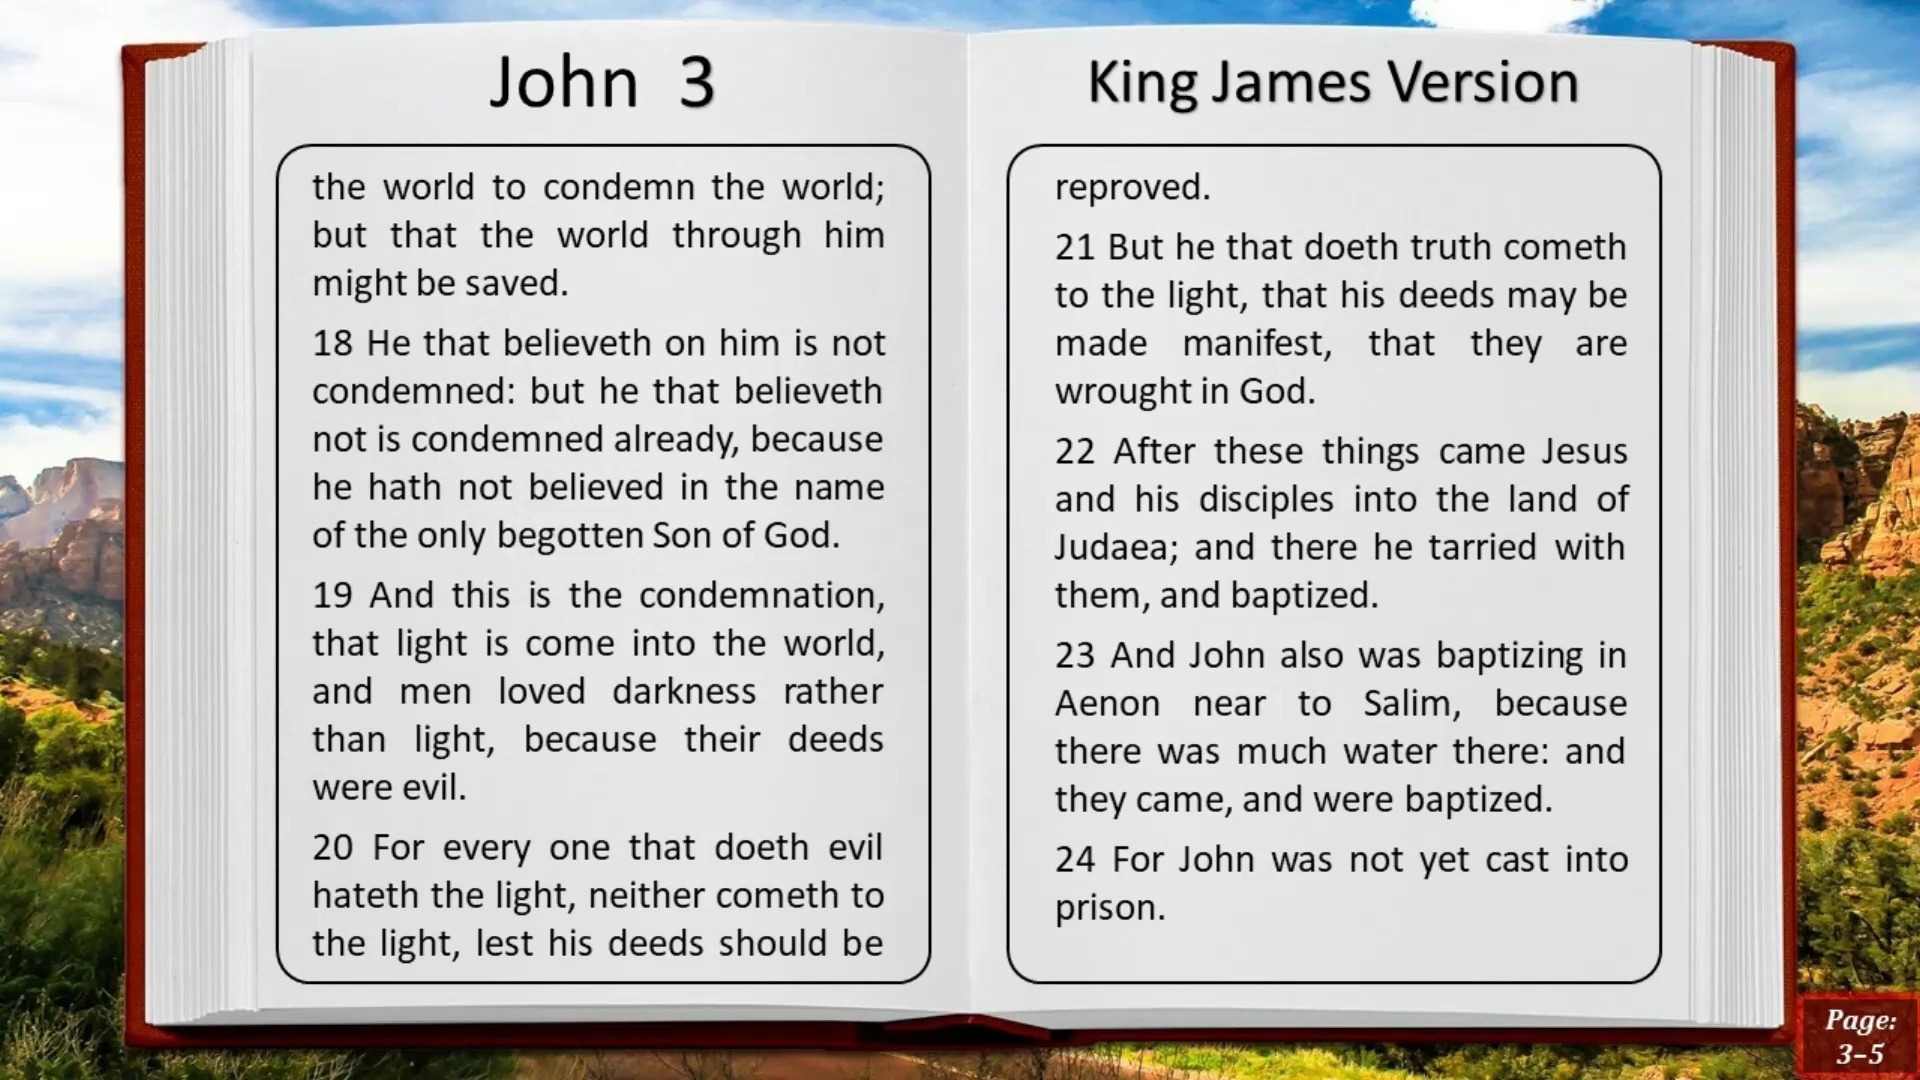 John 3
the world to condemn the world;
but that the world through him
might be saved.
18 He that believeth on him is not
condemned: but he that believeth
not is condemned already, because
he hath not believed in the name
of the only begotten Son of God.
19 And this is the condemnation,
that light is come into the world,
and men loved darkness rather
than light, because their deeds
were evil.
20 For every one that doeth evil
hateth the light, neither cometh to
the light, lest his deeds should be
King James Version
reproved.
21 But he that doeth truth cometh
to the light, that his deeds may be
made manifest, that they are
wrought in God.
22 After these things came Jesus
and his disciples into the land of
Judaea; and there he tarried with
them, and baptized.
23 And John also was baptizing in
Aenon near to Salim, because
there was much water there: and
they came, and were baptized.
24 For John was not yet cast into
prison.
Page:
3–5